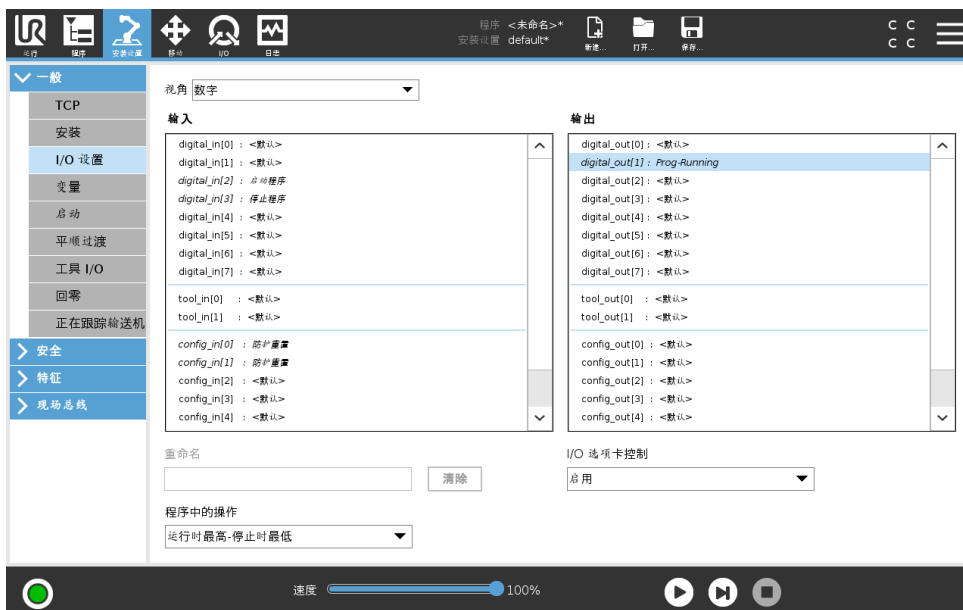 UR
运行
程序
安装设置
移动
I/O
日志
程序 <未命名>*
安装设置 default*
新建...
打开...
保存...
C C
C C
一般
TCP
安装
I/O 设置
变量
启动
平顺过渡
工具 I/O
回零
正在跟踪输送机
安全
特征
现场总线
视角 数字
输入
digital_in[0] : <默认>
digital_in[1] : <默认>
digital_in[2] : 启动程序
digital_in[3] : 停止程序
digital_in[4] : <默认>
digital_in[5] : <默认>
digital_in[6] : <默认>
digital_in[7] : <默认>
tool_in[0] : <默认>
tool_in[1] : <默认>
config_in[0] : 防护重置
config_in[1] : 防护重置
config_in[2] : <默认>
config_in[3] : <默认>
config_in[4] : <默认>
输出
digital_out[0] : <默认>
digital_out[1] : Prog-Running
digital_out[2] : <默认>
digital_out[3] : <默认>
digital_out[4] : <默认>
digital_out[5] : <默认>
digital_out[6] : <默认>
digital_out[7] : <默认>
tool_out[0] : <默认>
tool_out[1] : <默认>
config_out[0] : <默认>
config_out[1] : <默认>
config_out[2] : <默认>
config_out[3] : <默认>
config_out[4] : <默认>
重命名
清除
I/O 选项卡控制
启用
程序中的操作
运行时最高-停止时最低
速度 100%